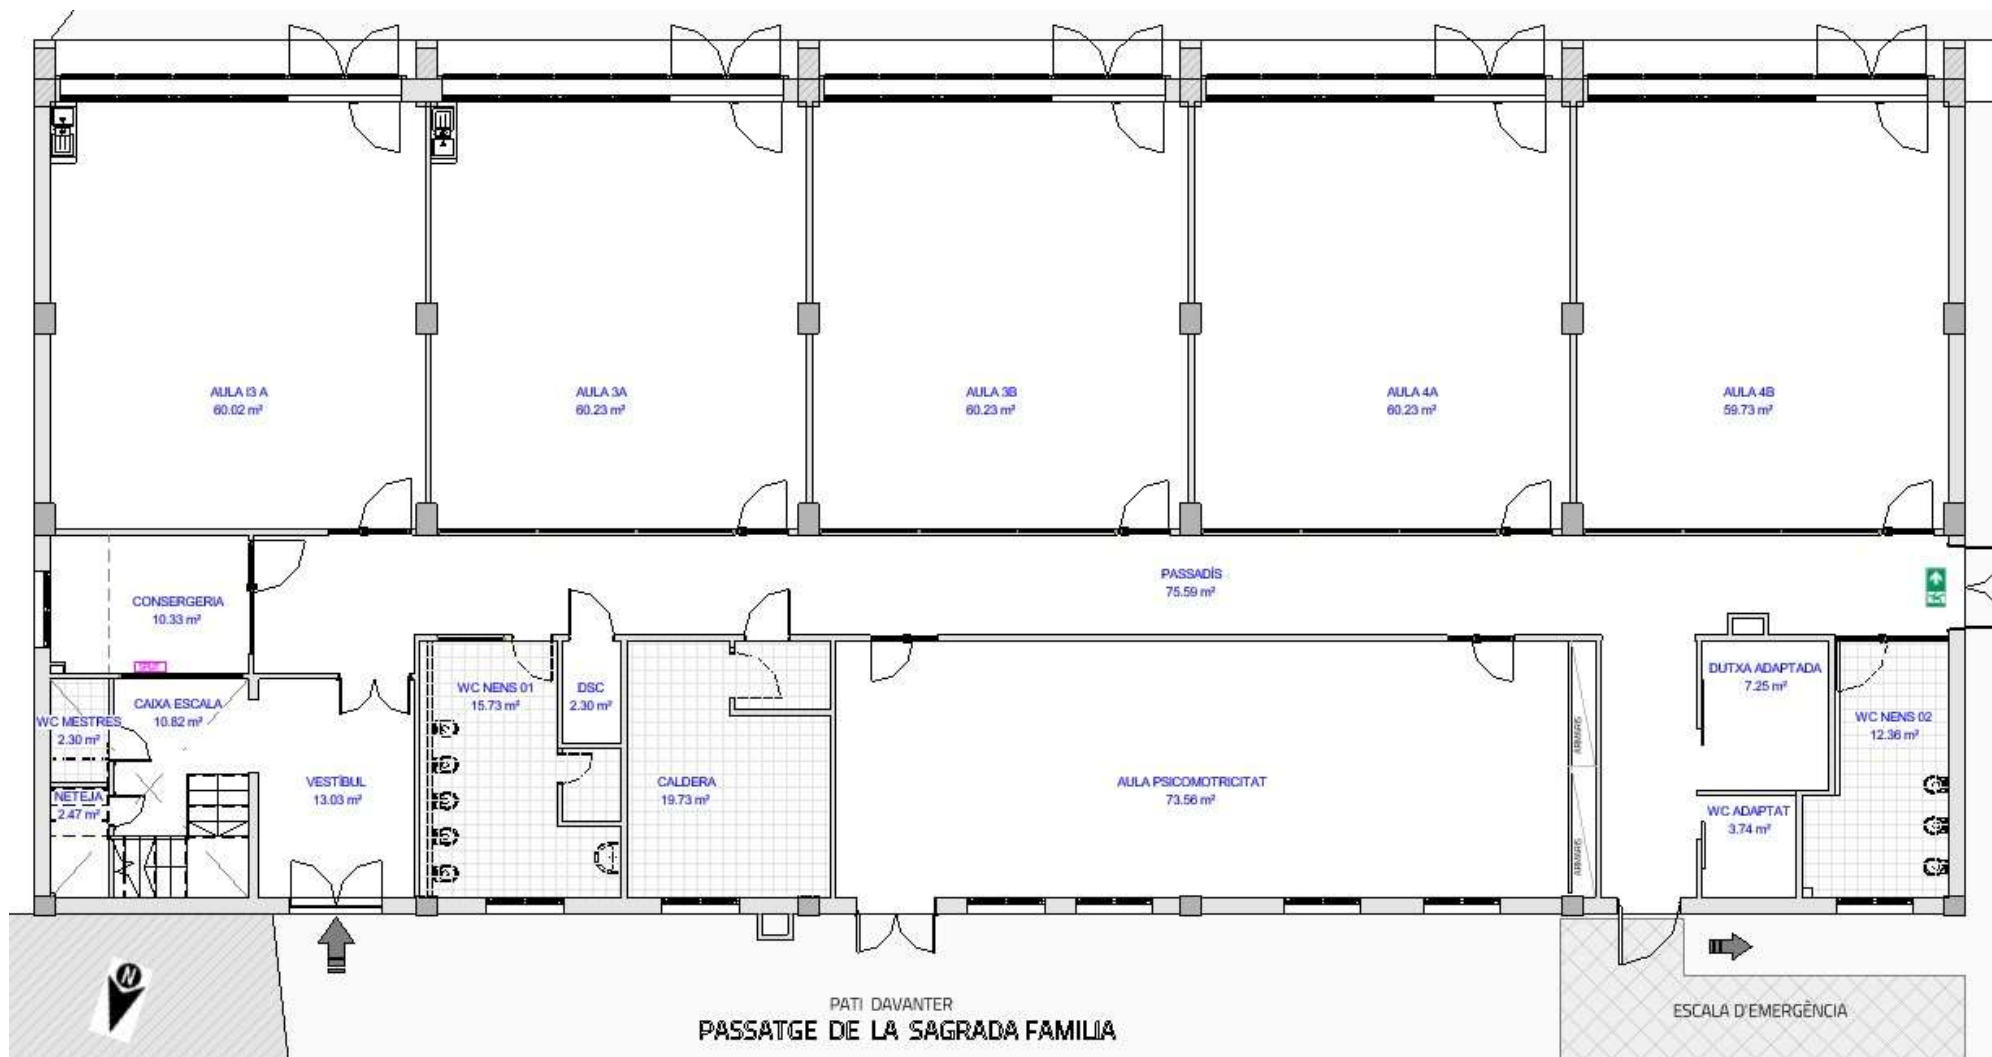 AULA I3 A
60.02 m²
AULA 3A
60.23 m²
AULA 3B
60.23 m²
AULA 4A
60.23 m²
AULA 4B
59.73 m²
PASSADÍS
75.59 m²
CONSERGERIA
10.33 m²
SPLIT
CAIXA ESCALA
10.82 m²
WC MESTRES
2.30 m²
NETEJA
2.47 m²
VESTÍBUL
13.03 m²
WC NENS 01
15.73 m²
DSC
2.30 m²
CALDERA
19.73 m²
AULA PSICOMOTRICITAT
73.56 m²
ARMARIS
ARMARIS
DUTXA ADAPTADA
7.25 m²
WC ADAPTAT
3.74 m²
WC NENS 02
12.36 m²
N
PATI DAVANTER
PASSATGE DE LA SAGRADA FAMILIA
ESCALA D'EMERGÈNCIA